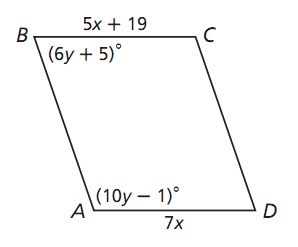 5x + 19
B C
(6y + 5)°
(10y − 1)°
A D
7x